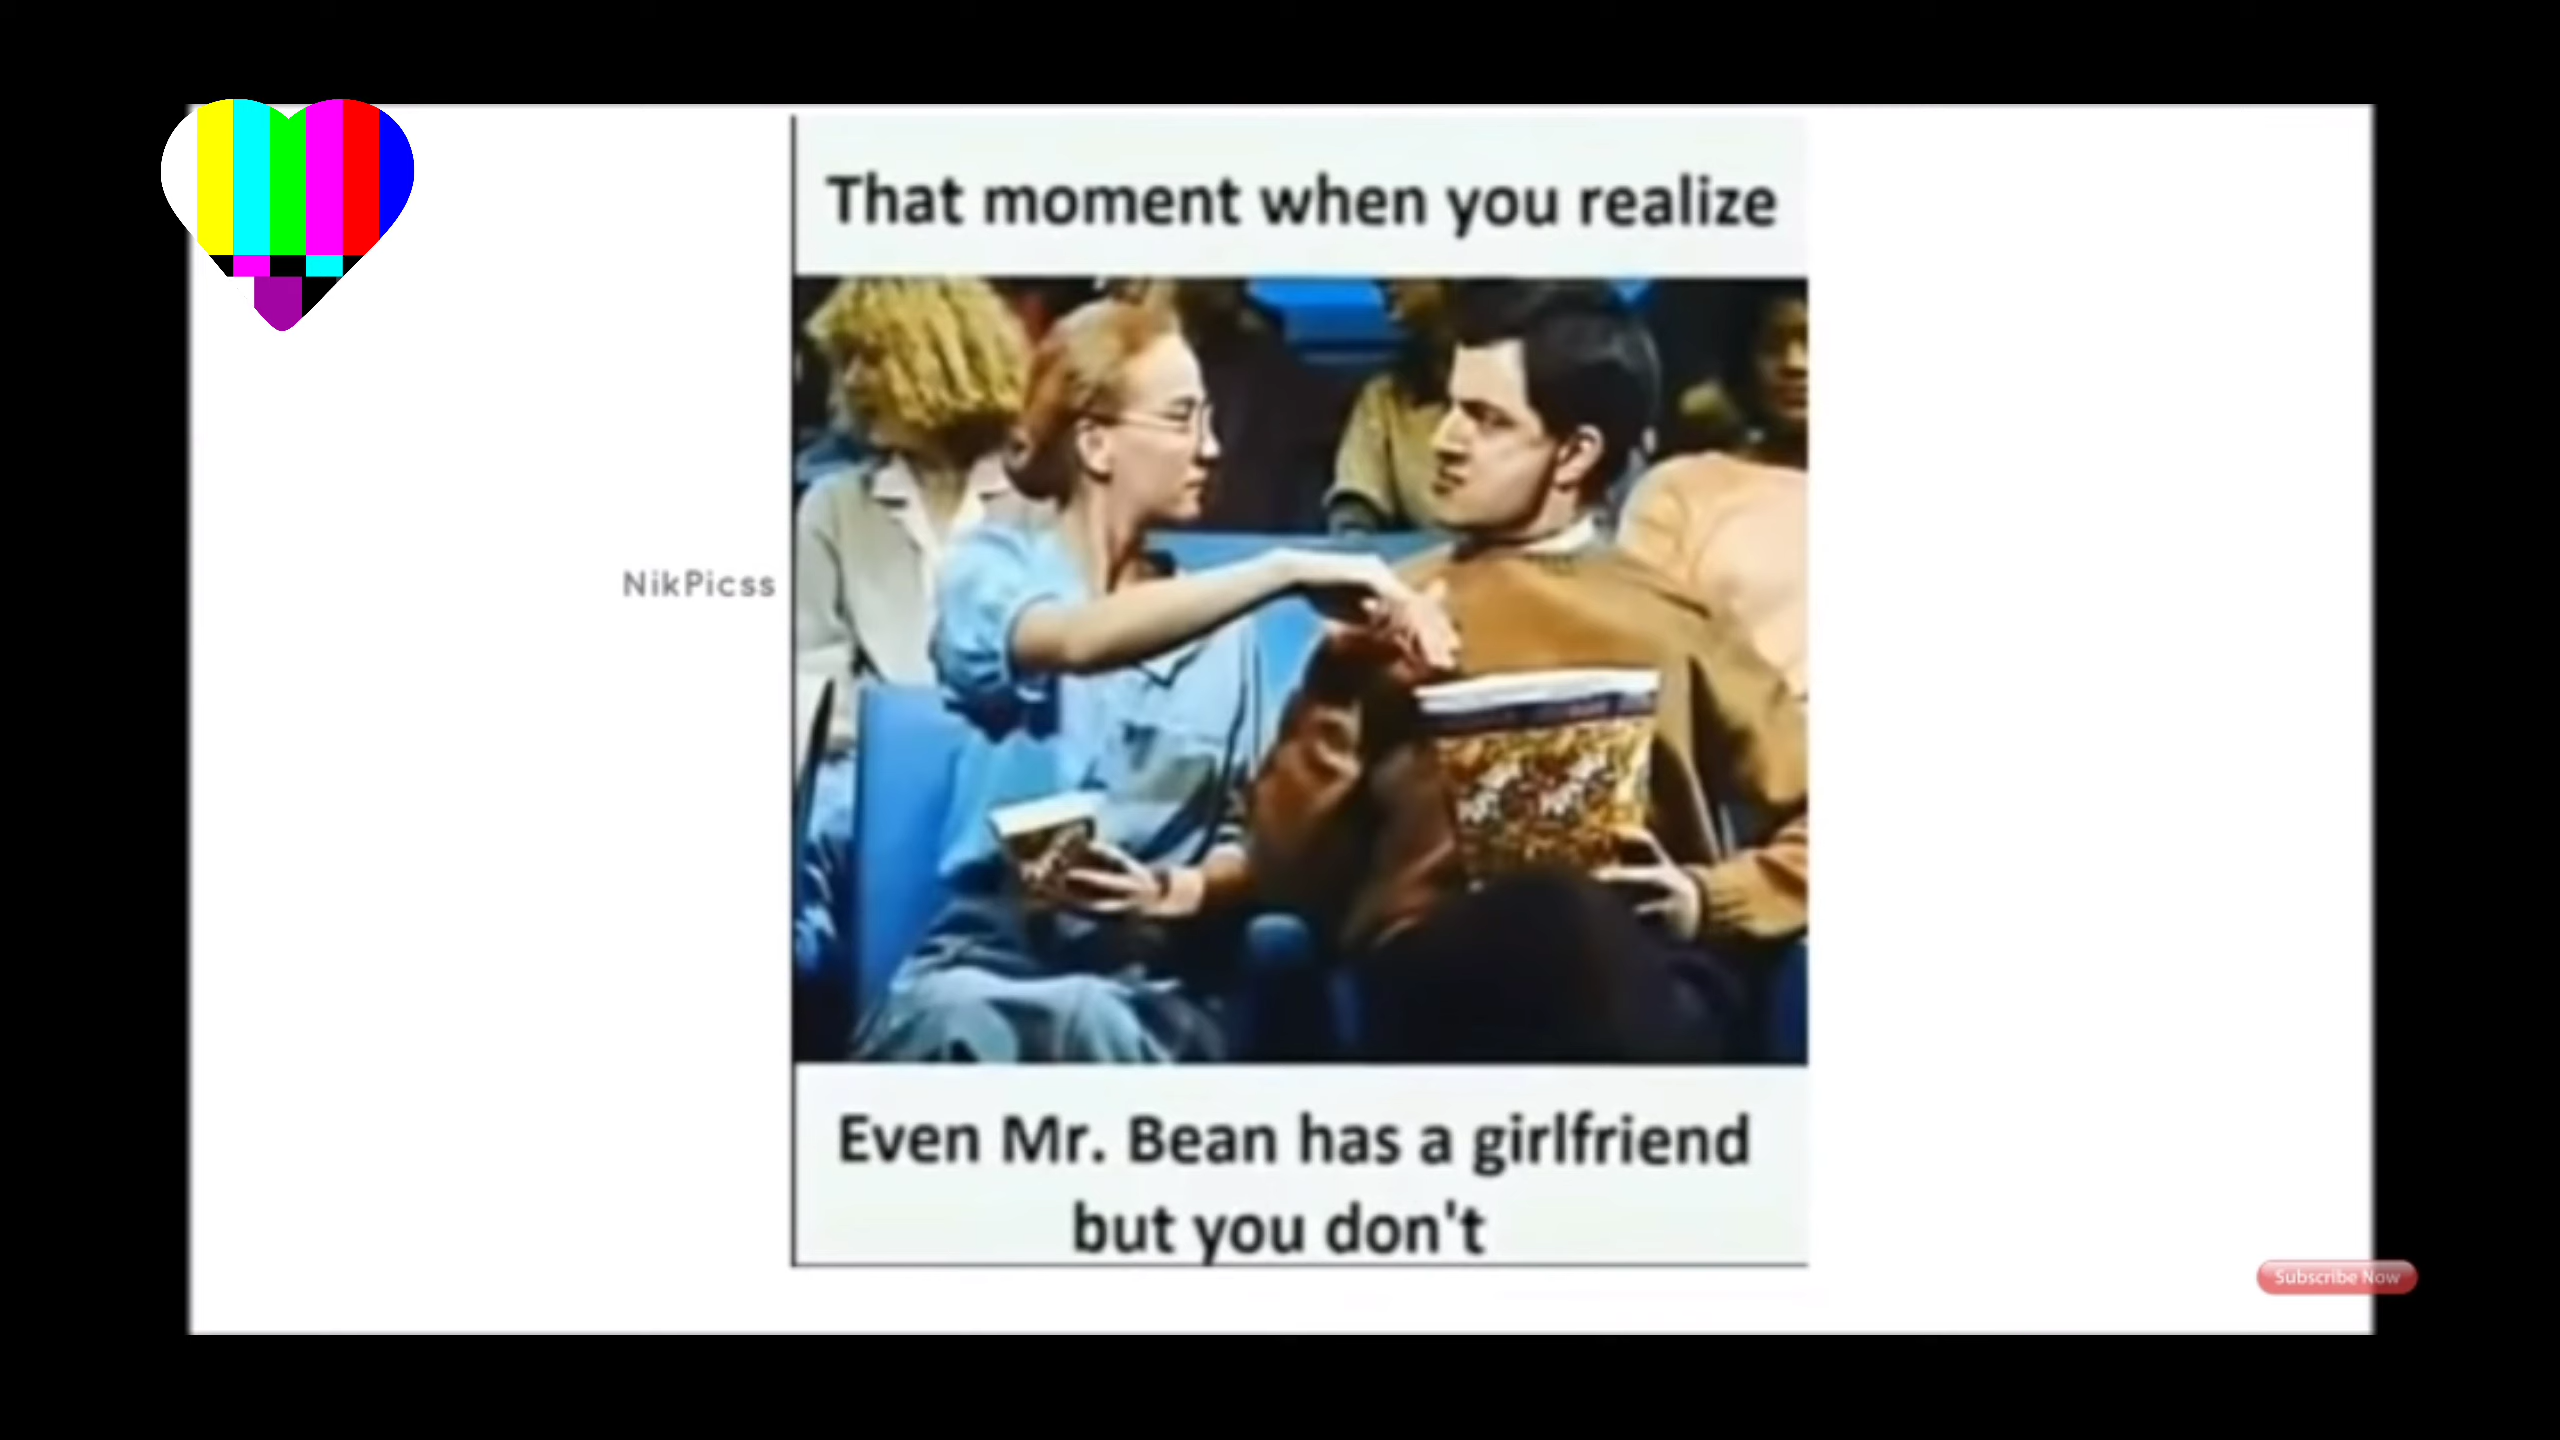 That moment when you realize
NikPicss
Even Mr. Bean has a girlfriend
but you don't
Subscribe Now